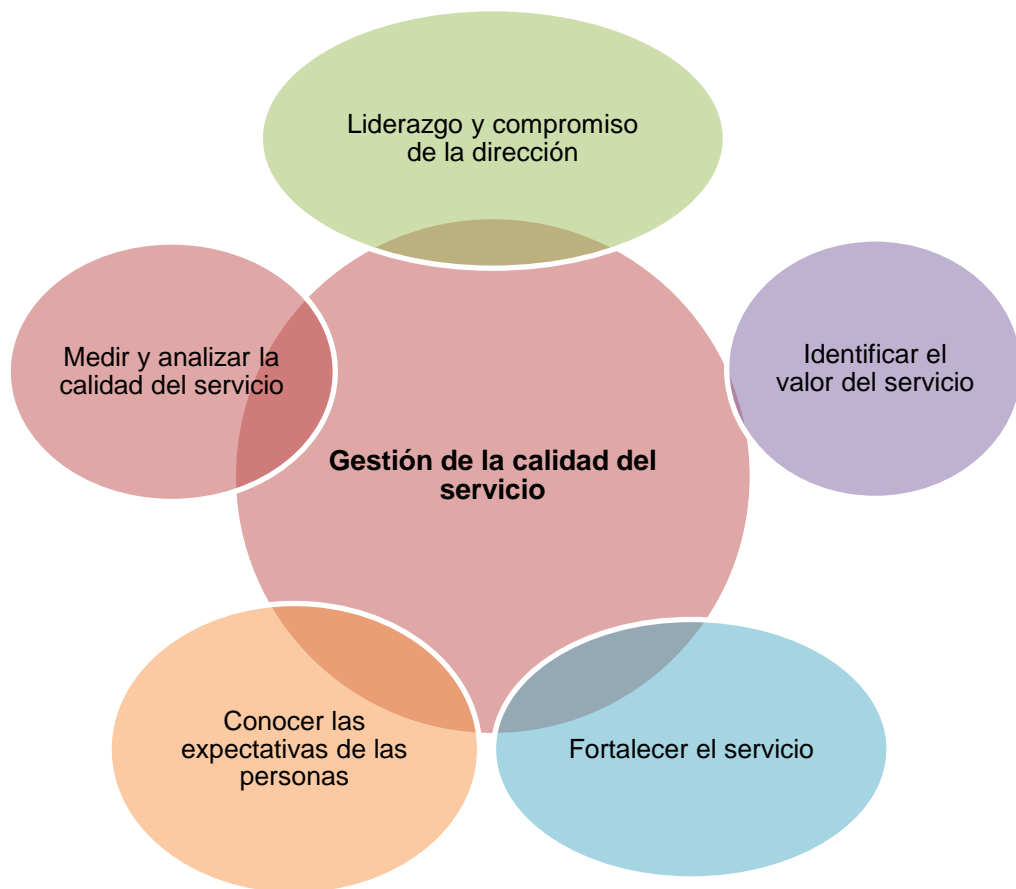 Liderazgo y compromiso
de la dirección
Medir y analizar la
calidad del servicio
Identificar el
valor del servicio
Gestión de la calidad del
servicio
Conocer las
expectativas de las
personas
Fortalecer el servicio